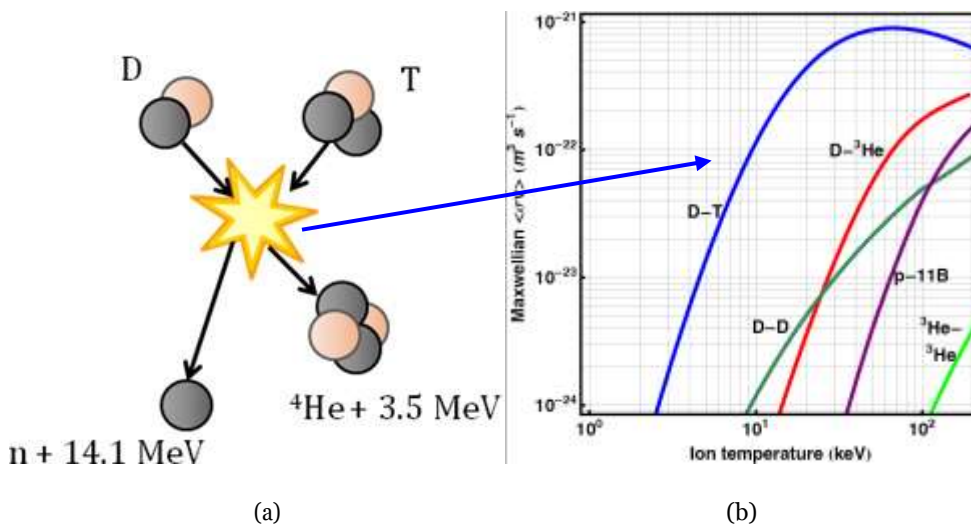 D
T
⁴He + 3.5 MeV
n + 14.1 MeV
(a)
Maxwellian <σv> (m³ s⁻¹)
10⁻²¹
10⁻²²
10⁻²³
10⁻²⁴
D-T
D-³He
D-D
p-11B
³He-
³He
10⁰
10¹
10²
Ion temperature (keV)
(b)